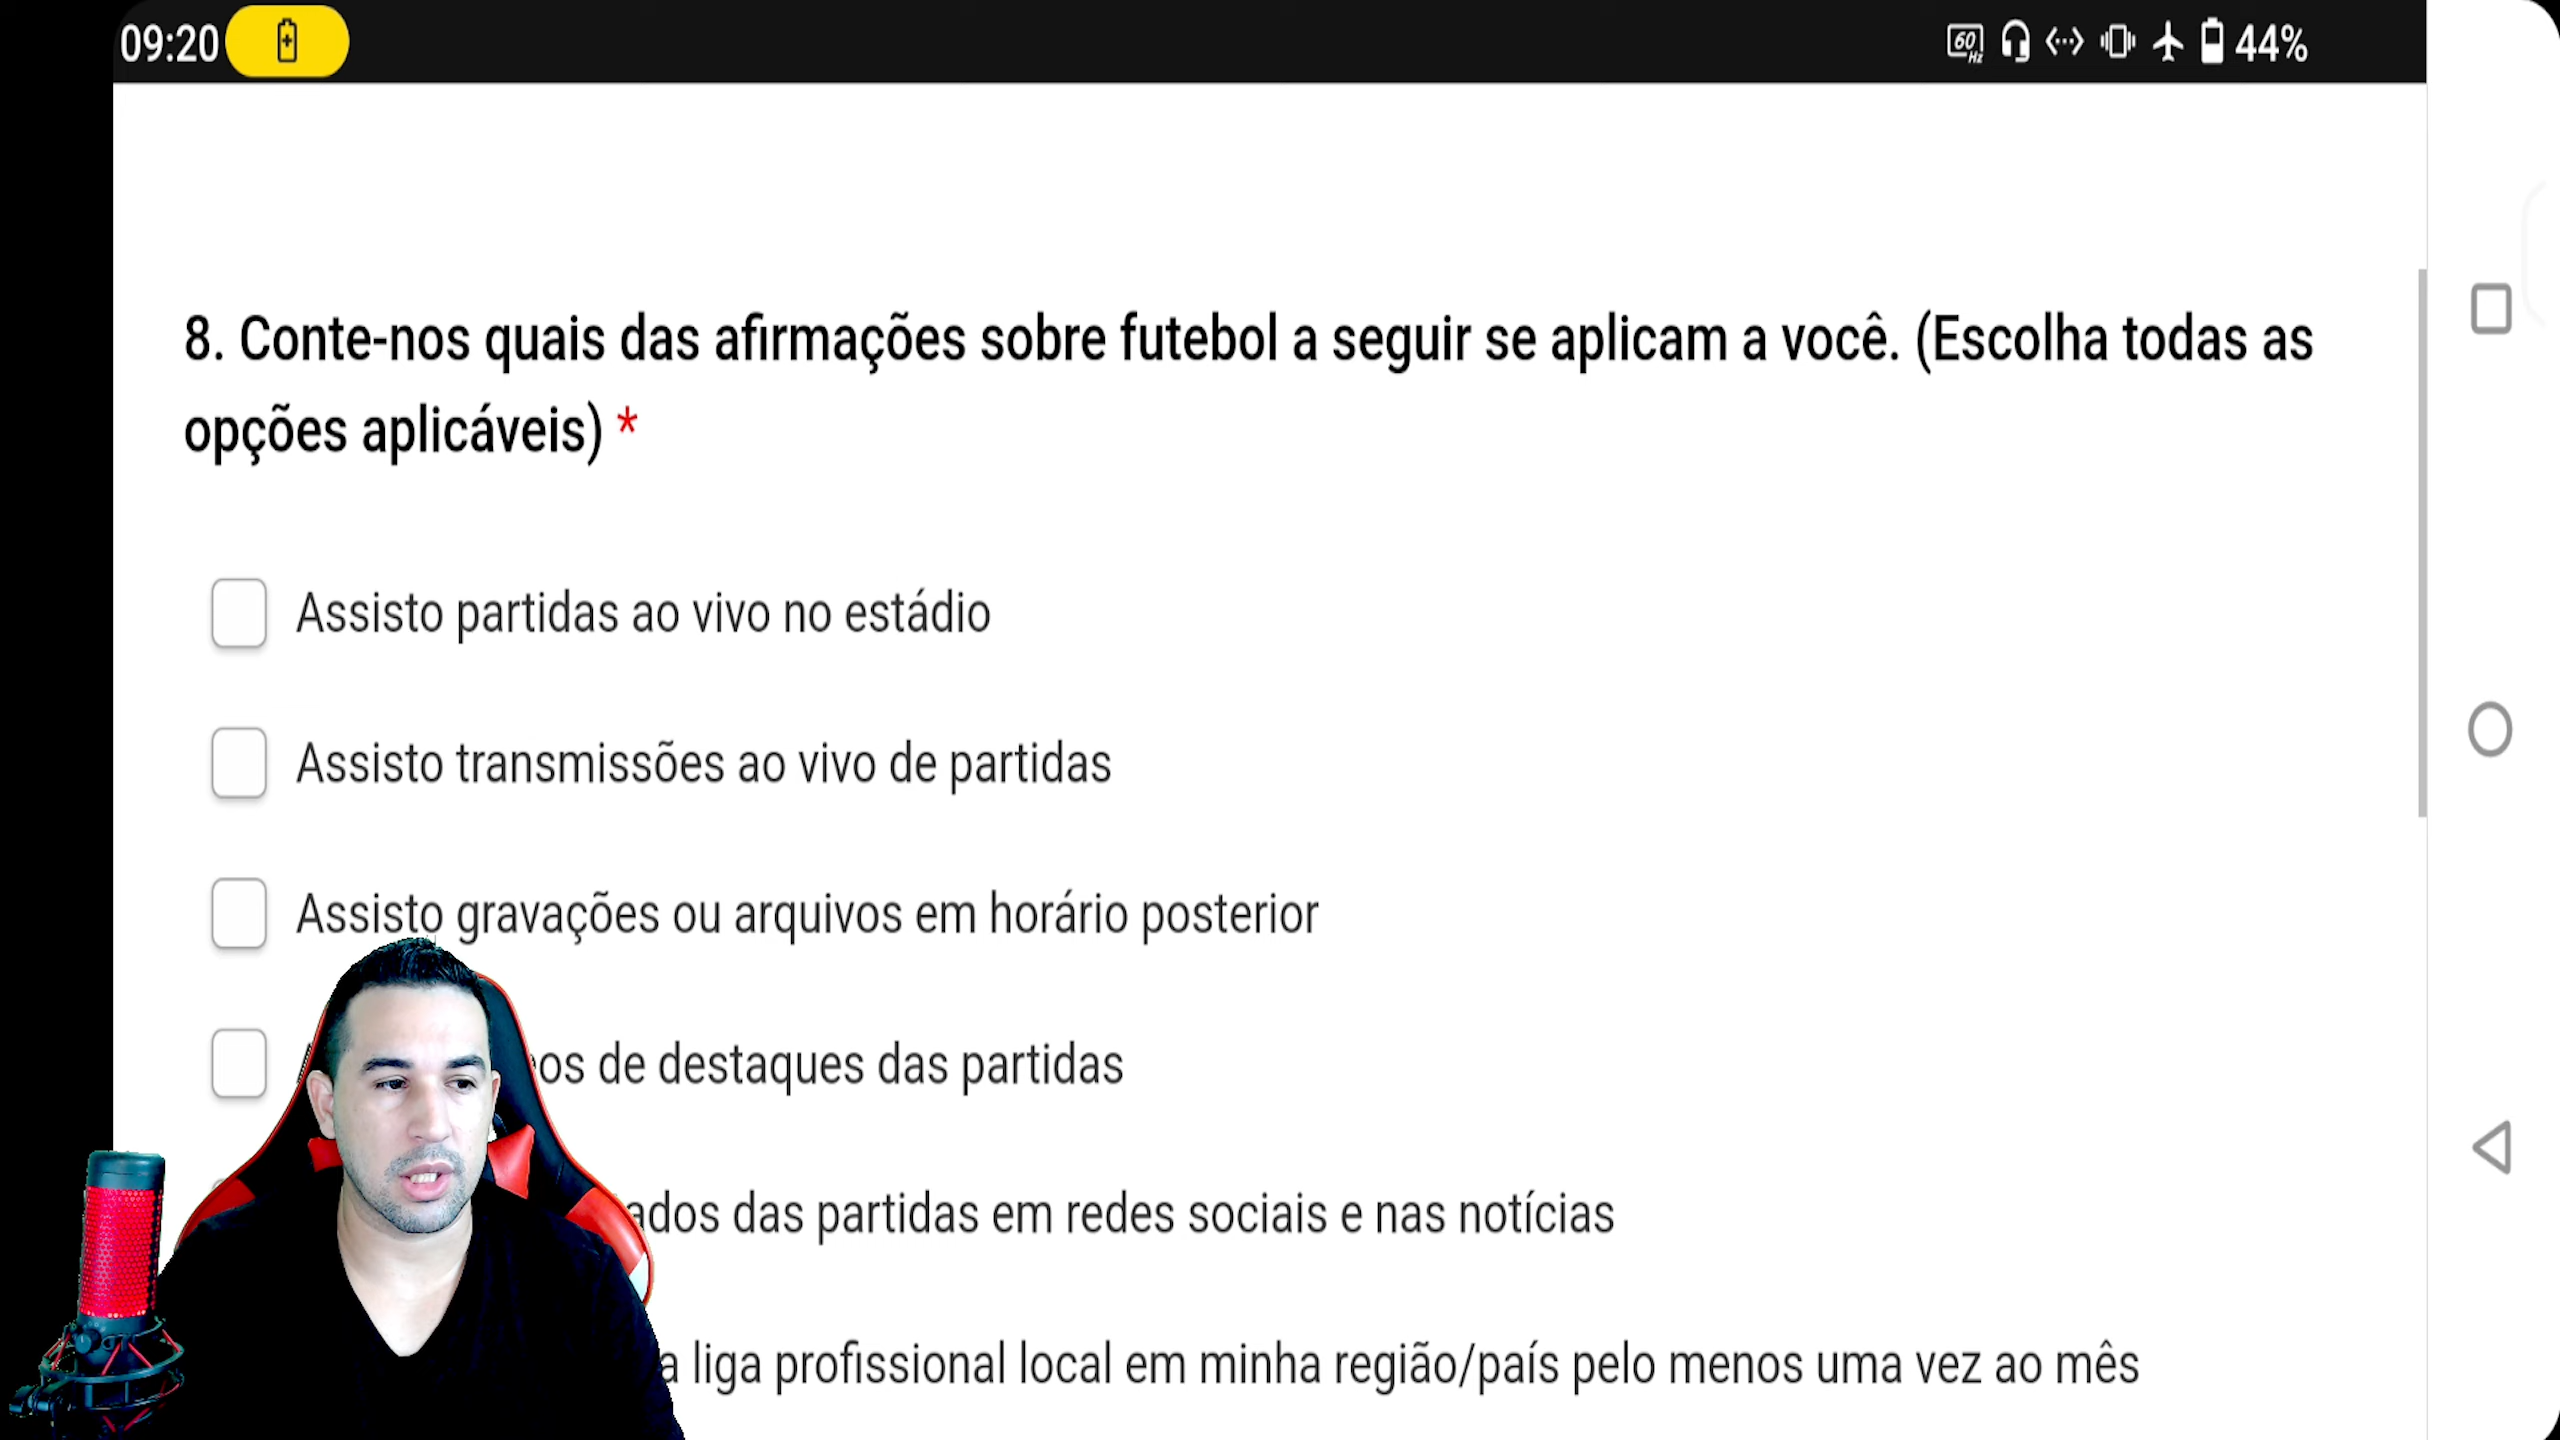 09:20
60 Hz 44%
8. Conte-nos quais das afirmações sobre futebol a seguir se aplicam a você. (Escolha todas as
opções aplicáveis) *
Assisto partidas ao vivo no estádio
Assisto transmissões ao vivo de partidas
Assisto gravações ou arquivos em horário posterior
de destaques das partidas
das partidas em redes sociais e nas notícias
liga profissional local em minha região/país pelo menos uma vez ao mês